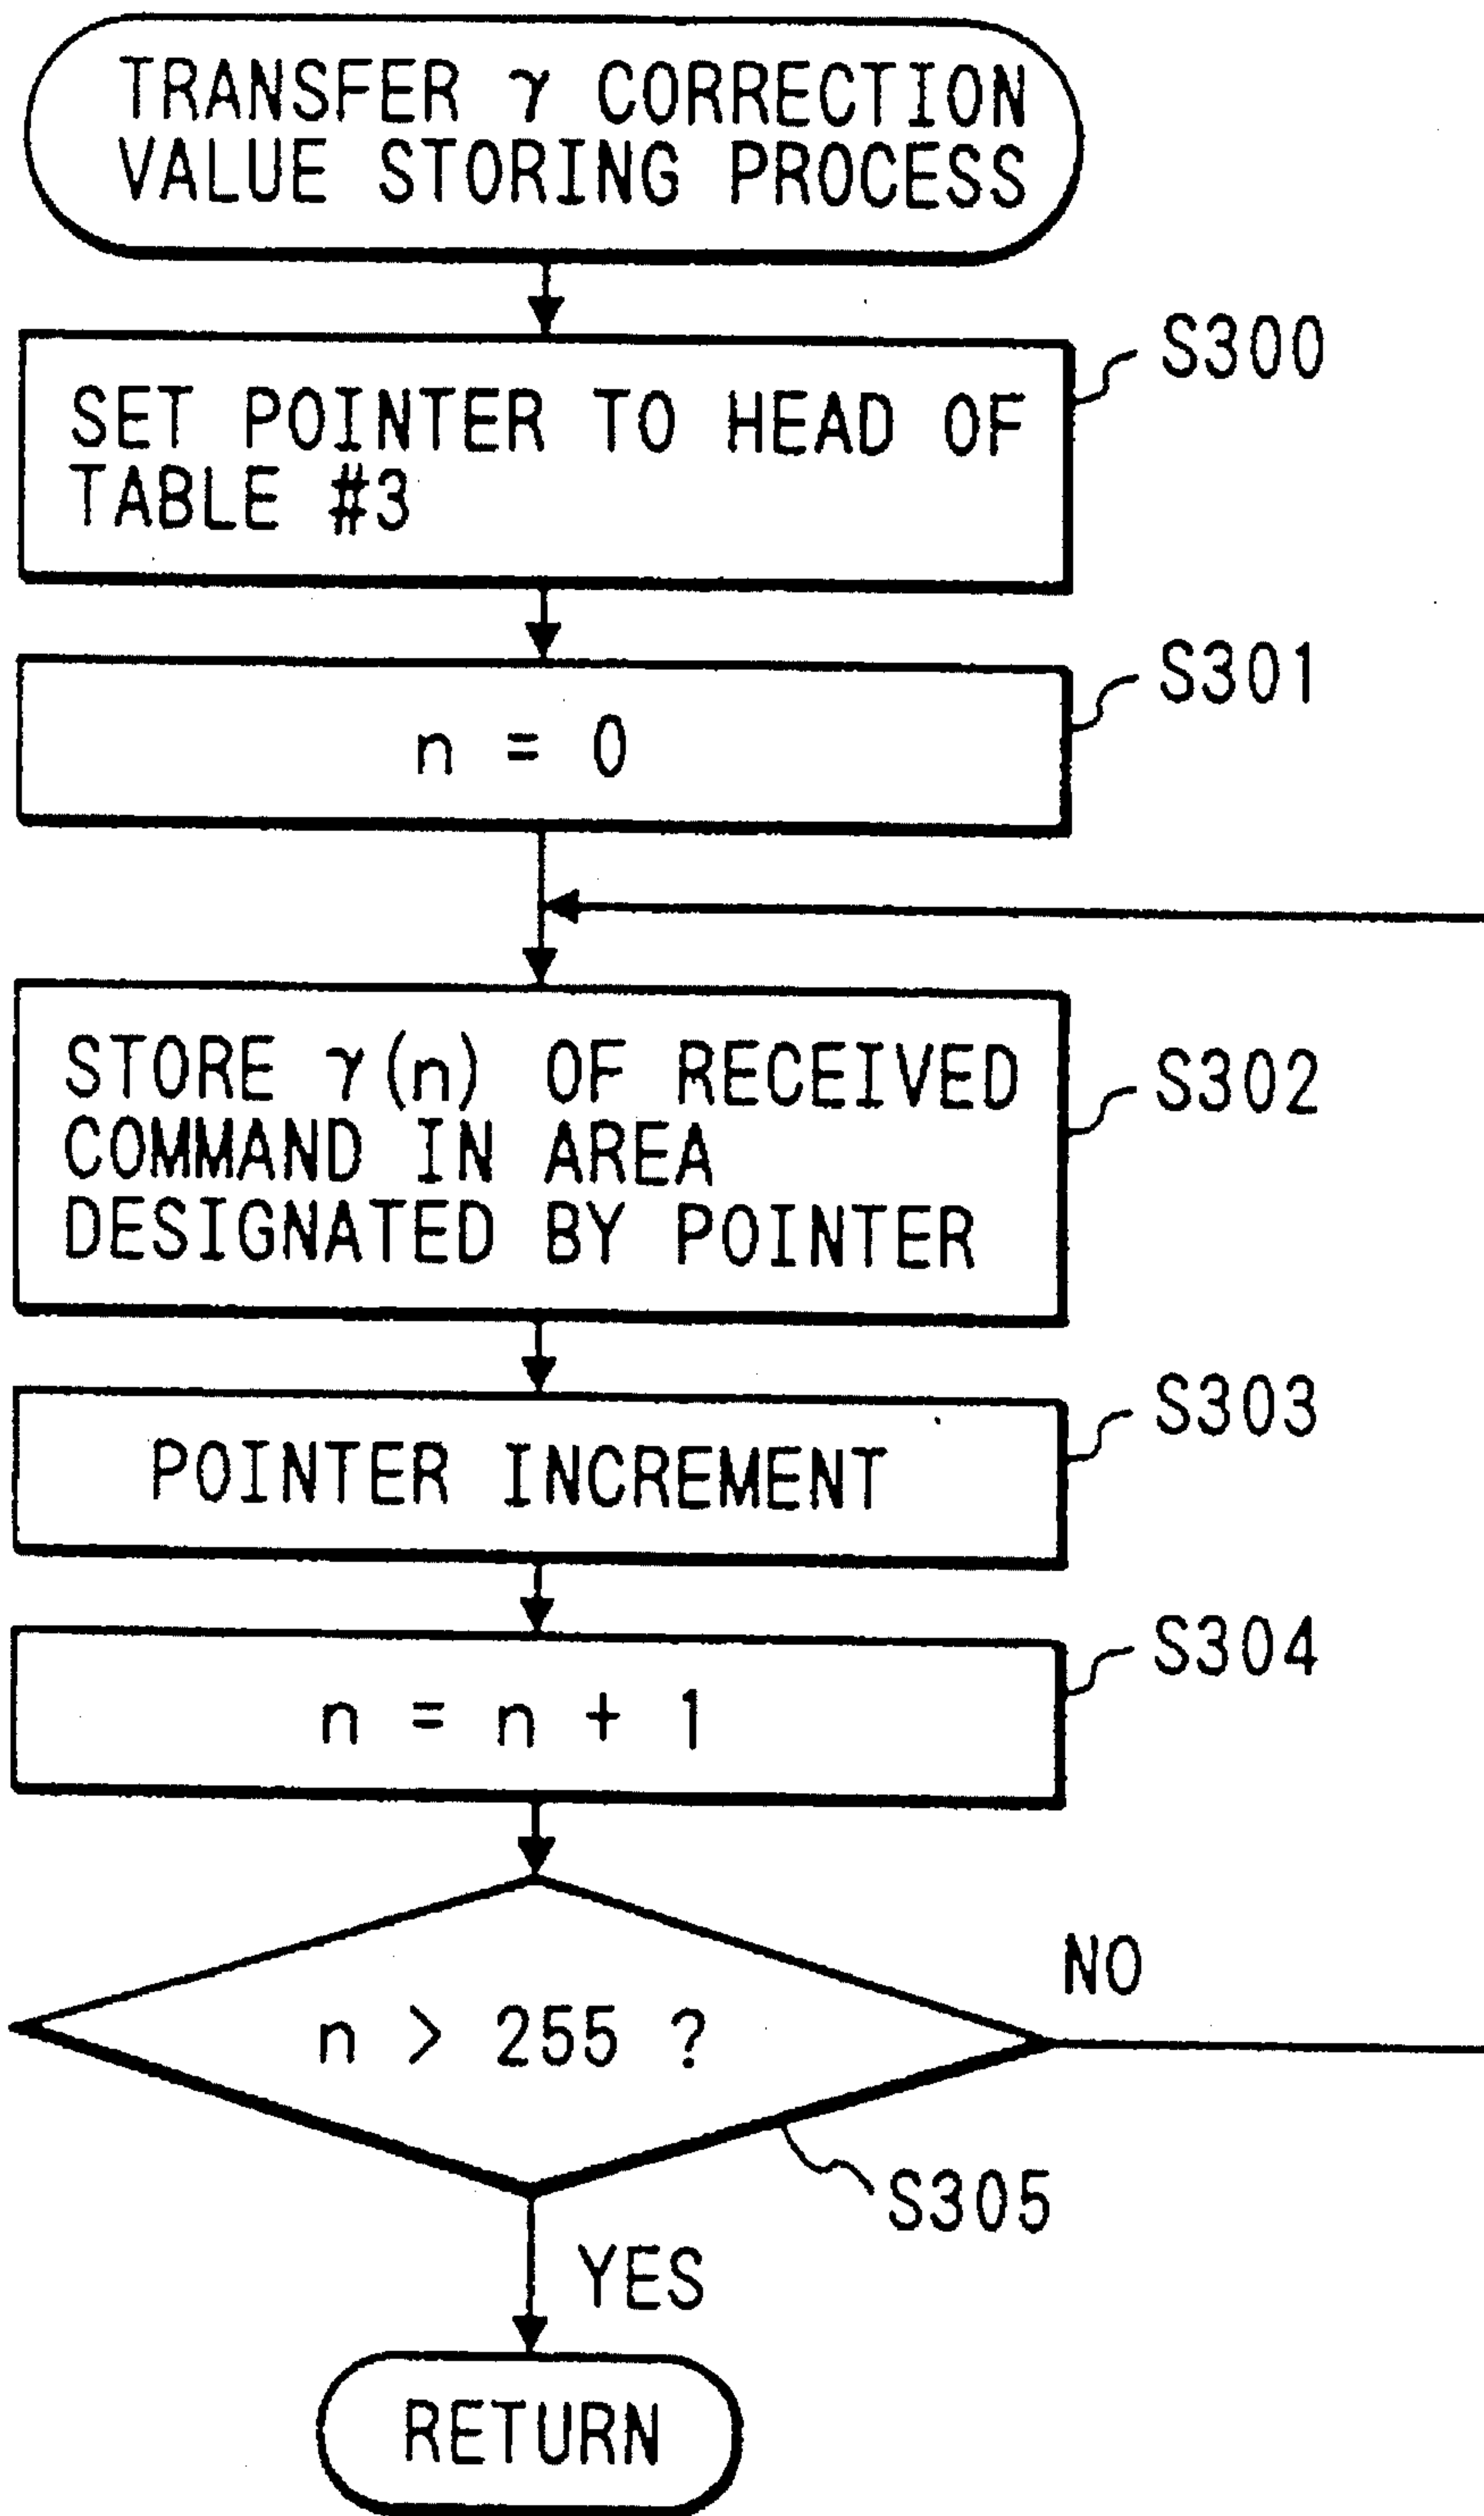 TRANSFER γ CORRECTION
VALUE STORING PROCESS
S300
SET POINTER TO HEAD OF
TABLE #3
S301
n = 0
STORE γ(n) OF RECEIVED
COMMAND IN AREA
DESIGNATED BY POINTER
S302
S303
POINTER INCREMENT
S304
n = n + 1
NO
n > 255 ?
S305
YES
RETURN